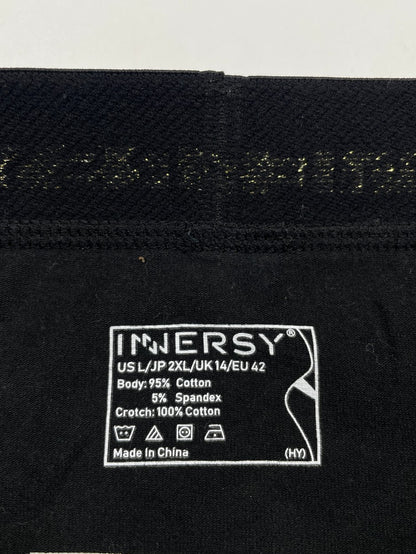 INNERSY®
US L/JP 2XL/UK 14/EU 42
Body: 95% Cotton
5% Spandex
Crotch: 100% Cotton
Made In China
(HY)